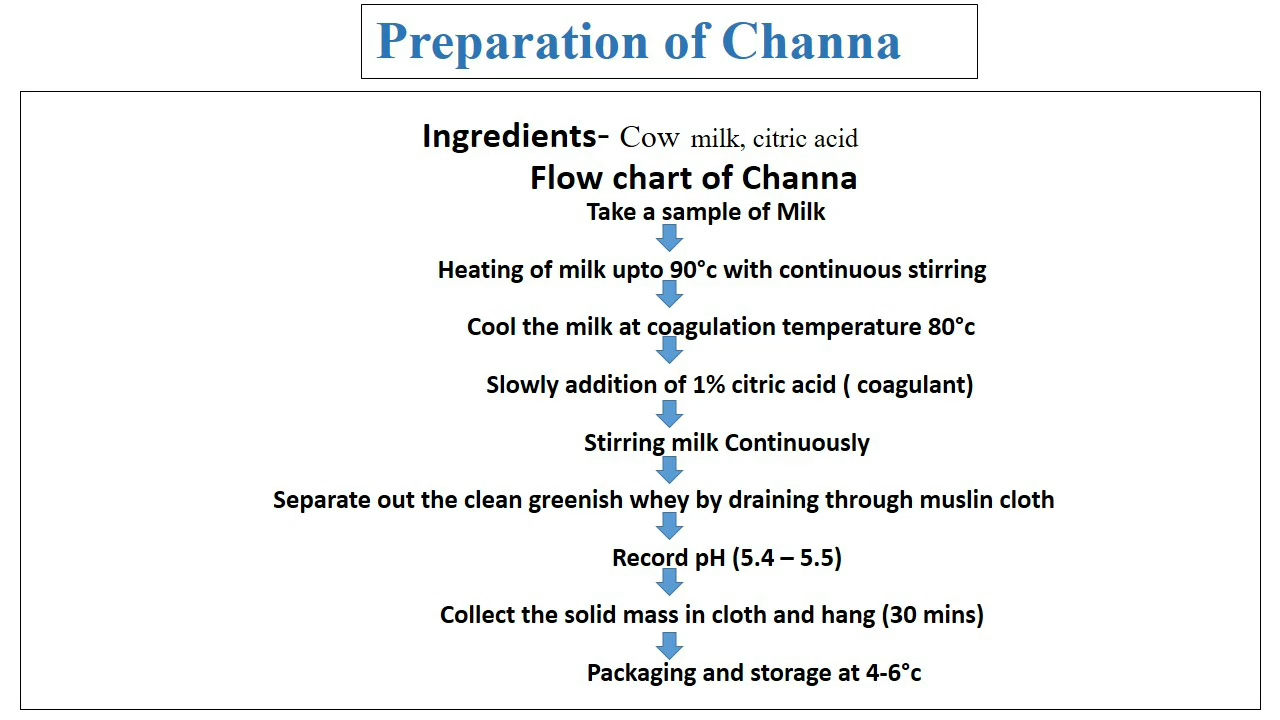 Preparation of Channa
Ingredients- Cow milk, citric acid
Flow chart of Channa
Take a sample of Milk
Heating of milk upto 90°c with continuous stirring
Cool the milk at coagulation temperature 80°c
Slowly addition of 1% citric acid ( coagulant)
Stirring milk Continuously
Separate out the clean greenish whey by draining through muslin cloth
Record pH (5.4 – 5.5)
Collect the solid mass in cloth and hang (30 mins)
Packaging and storage at 4-6°c